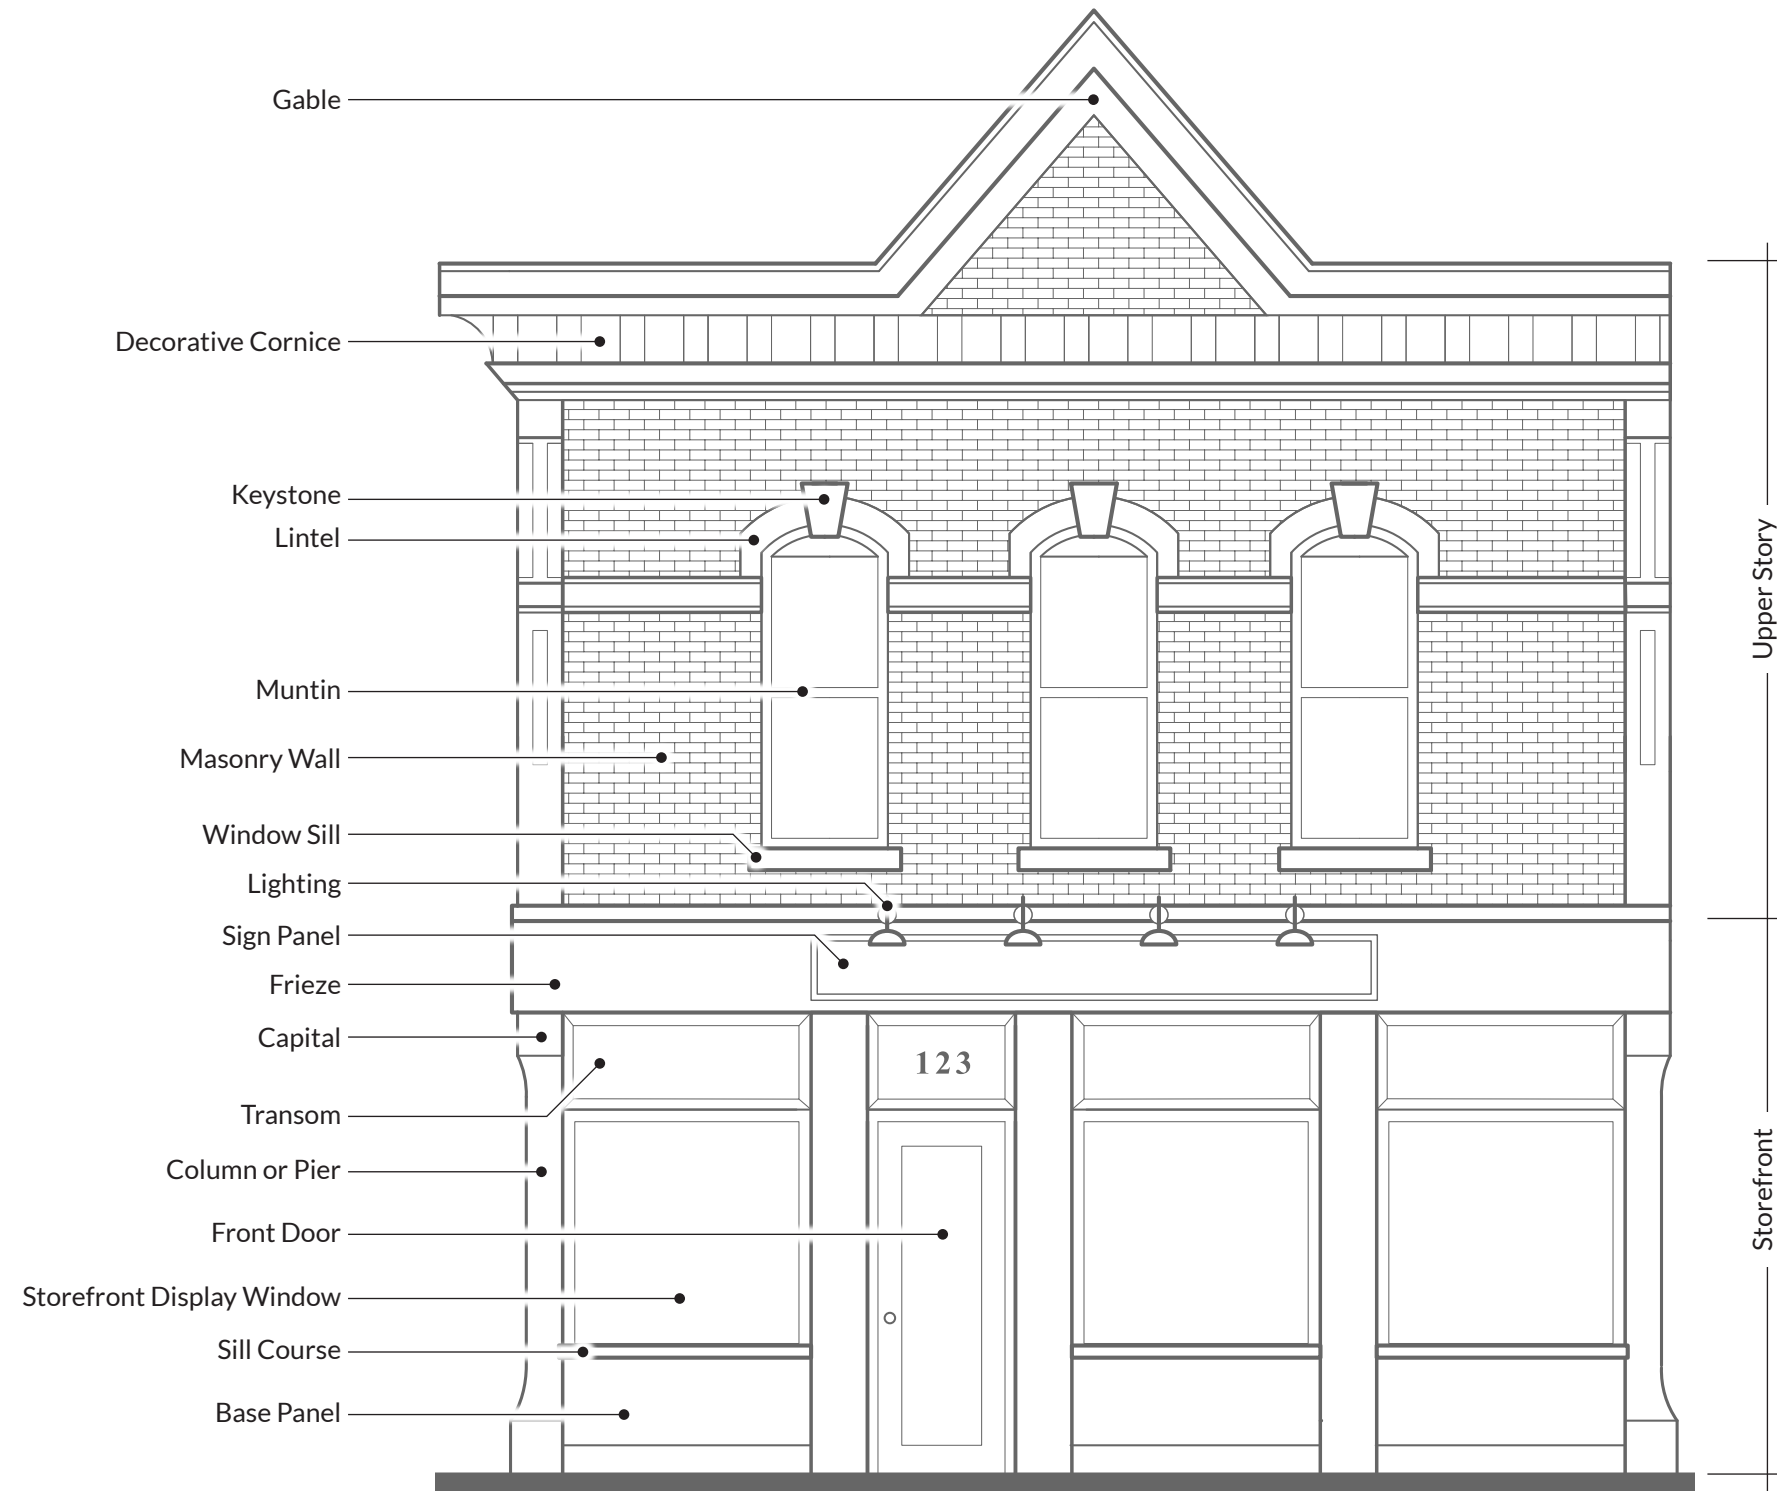 Gable
Decorative Cornice
Keystone
Lintel
Muntin
Masonry Wall
Window Sill
Lighting
Sign Panel
Frieze
Capital
123
Transom
Column or Pier
Front Door
Storefront Display Window
Sill Course
Base Panel
Upper Story
Storefront